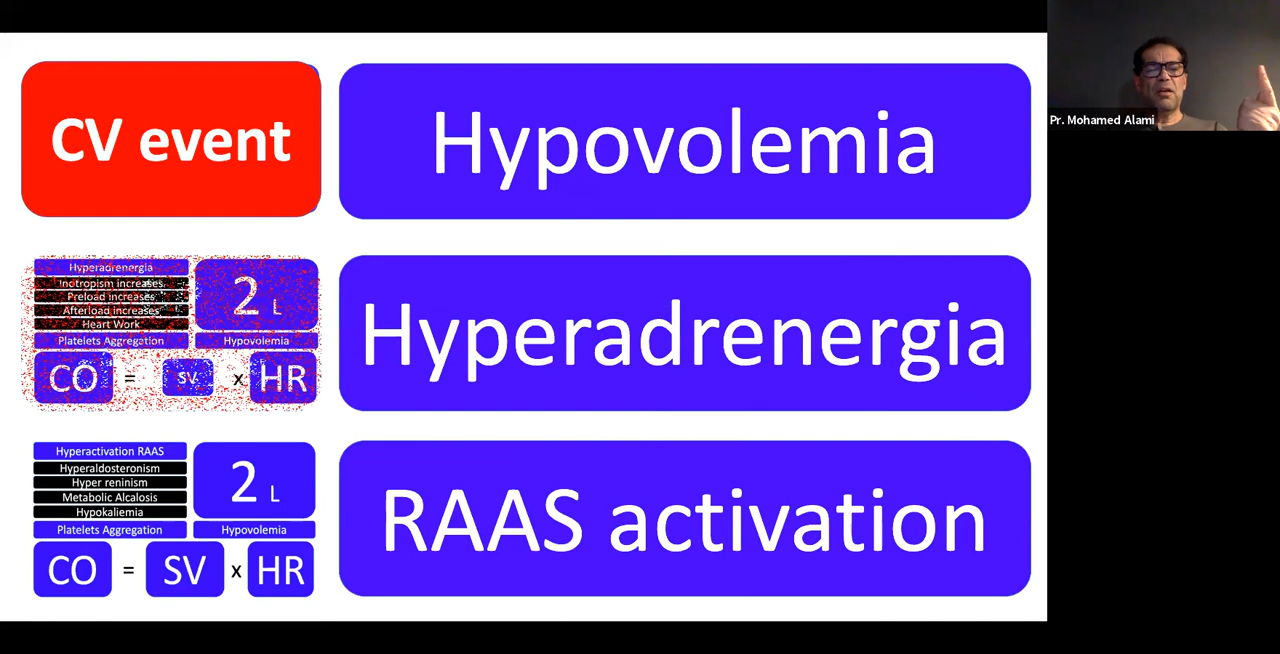 CV event
Hypovolemia
Hyperadrenergia
Inotropism increases
Preload increases
Afterload increases
Heart Work
Platelets Aggregation
2 L
Hypovolemia
CO = SV x HR
Hyperadrenergia
Hyperactivation RAAS
Hyperaldosteronism
Hyper reninism
Metabolic Alcalosis
Hypokaliemia
Platelets Aggregation
2 L
Hypovolemia
CO = SV x HR
RAAS activation
Pr. Mohamed Alami